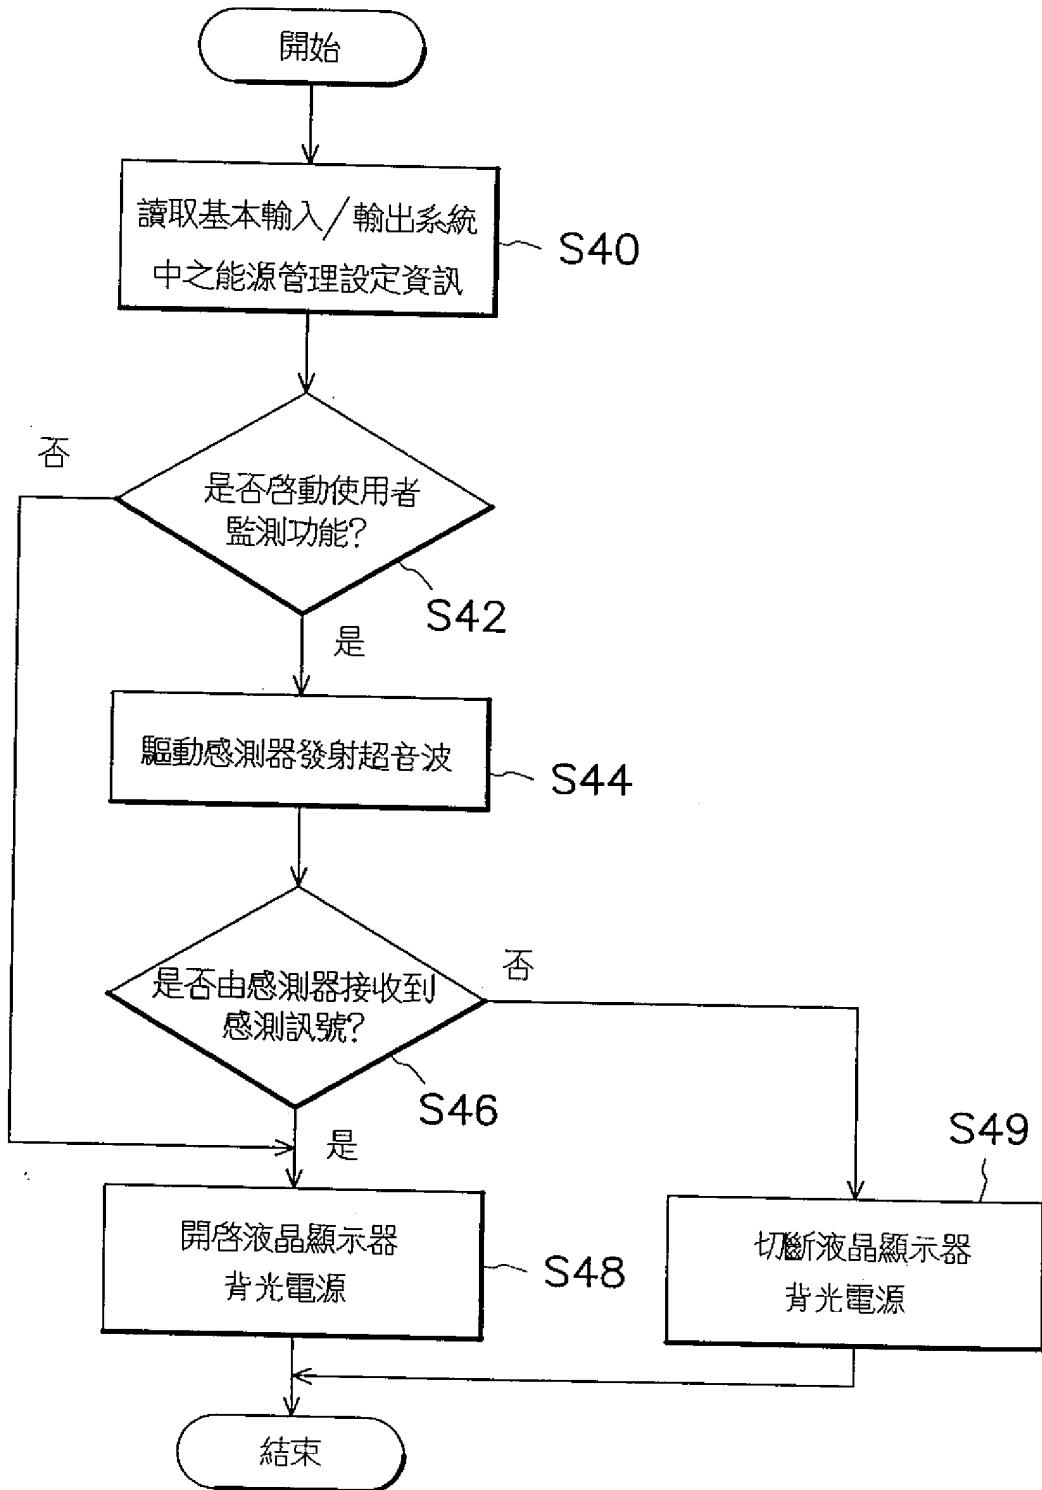 開始
讀取基本輸入/輸出系統
中之能源管理設定資訊
S40
否
是否啓動使用者
監測功能?
S42
是
驅動感測器發射超音波
S44
否
是否由感測器接收到
感測訊號?
S46
是
S49
開啓液晶顯示器
背光電源
S48
切斷液晶顯示器
背光電源
結束